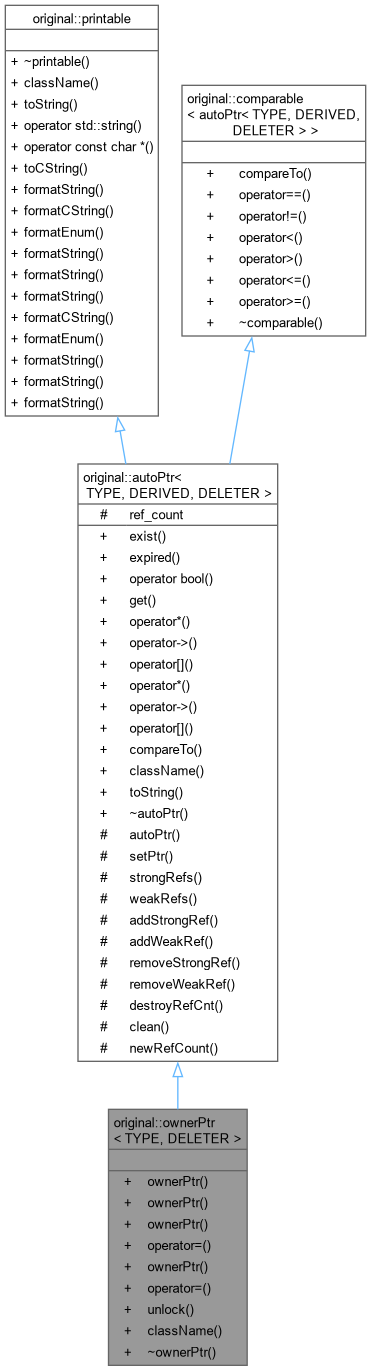 original::printable
+ ~printable()
+ className()
+ toString()
+ operator std::string()
+ operator const char *()
+ toCString()
+ formatString()
+ formatCString()
+ formatEnum()
+ formatString()
+ formatString()
+ formatString()
+ formatCString()
+ formatEnum()
+ formatString()
+ formatString()
+ formatString()
original::comparable
< autoPtr< TYPE, DERIVED,
DELETER > >
+ compareTo()
+ operator==()
+ operator!=()
+ operator<()
+ operator>()
+ operator<=()
+ operator>=()
+ ~comparable()
original::autoPtr<
TYPE, DERIVED, DELETER >
# ref_count
+ exist()
+ expired()
+ operator bool()
+ get()
+ operator*()
+ operator->()
+ operator[]()
+ operator*()
+ operator->()
+ operator[]()
+ compareTo()
+ className()
+ toString()
+ ~autoPtr()
# autoPtr()
# setPtr()
# strongRefs()
# weakRefs()
# addStrongRef()
# addWeakRef()
# removeStrongRef()
# removeWeakRef()
# destroyRefCnt()
# clean()
# newRefCount()
original::ownerPtr
< TYPE, DELETER >
+ ownerPtr()
+ ownerPtr()
+ ownerPtr()
+ operator=()
+ ownerPtr()
+ operator=()
+ unlock()
+ className()
+ ~ownerPtr()